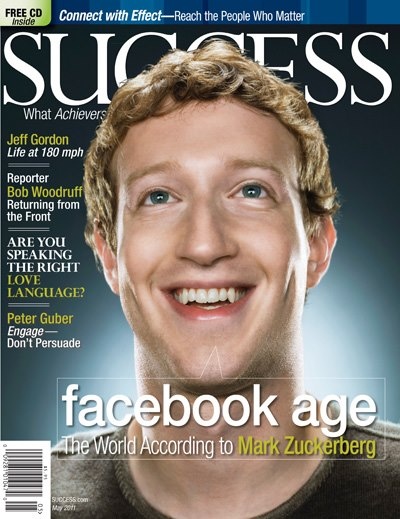 FREE CD
Inside
Connect with Effect—Reach the People Who Matter
SUCCESS
What Achievers
Jeff Gordon
Life at 180 mph
Reporter
Bob Woodruff
Returning from
the Front
ARE YOU
SPEAKING
THE RIGHT
LOVE
LANGUAGE?
Peter Guber
Engage—
Don't Persuade
facebook age
The World According to Mark Zuckerberg
SUCCESS.com
May 2011